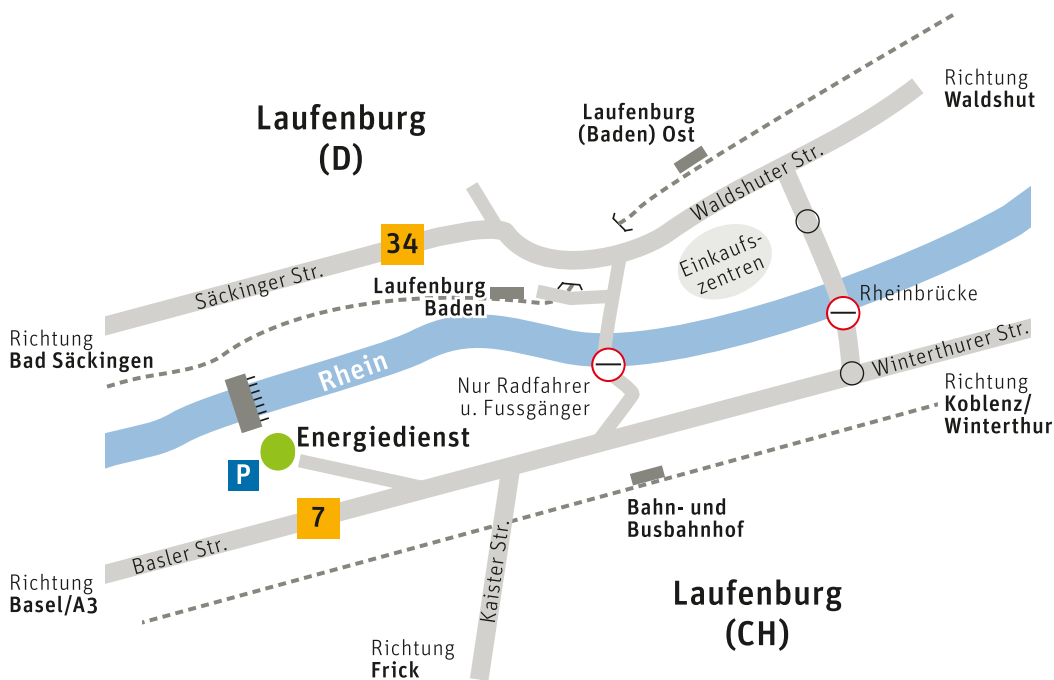 Richtung
Waldshut
Laufenburg
(D)
Laufenburg
(Baden) Ost
Waldshuter Str.
34
Einkaufs-
zentren
Säckinger Str.
Laufenburg
Baden
Rheinbrücke
Richtung
Bad Säckingen
Rhein
Winterthurer Str.
Nur Radfahrer
u. Fussgänger
Richtung
Koblenz/
Winterthur
Energiedienst
P
7
Bahn- und
Busbahnhof
Basler Str.
Kaister Str.
Richtung
Basel/A3
Laufenburg
(CH)
Richtung
Frick